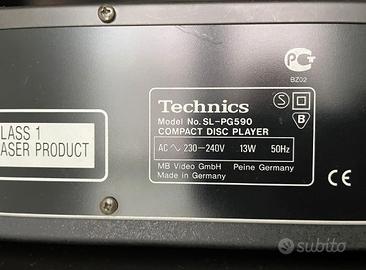 BZ02
Technics
S
Model No. SL-PG590
B
COMPACT DISC PLAYER
LASS 1
ASER PRODUCT
AC ∿ 230-240V 13W 50Hz
MB Video GmbH Peine Germany
Made in Germany
CE
subito